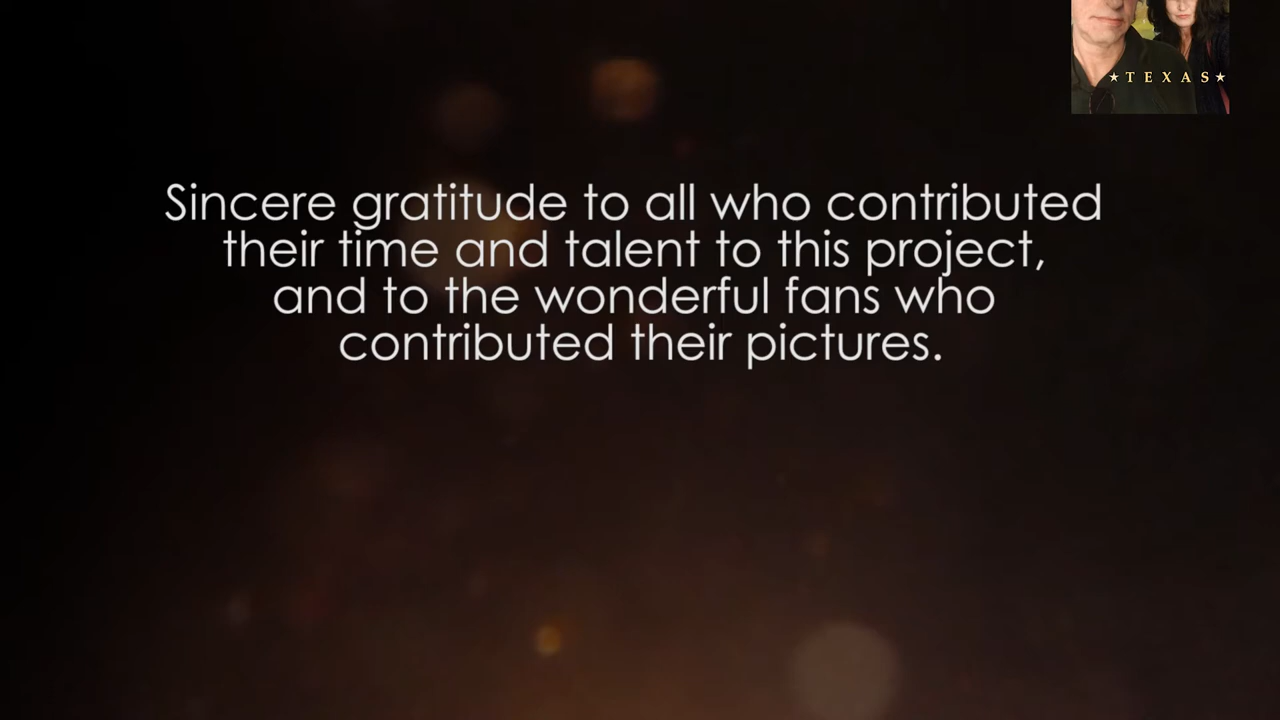 ★TEXAS★
Sincere gratitude to all who contributed
their time and talent to this project,
and to the wonderful fans who
contributed their pictures.